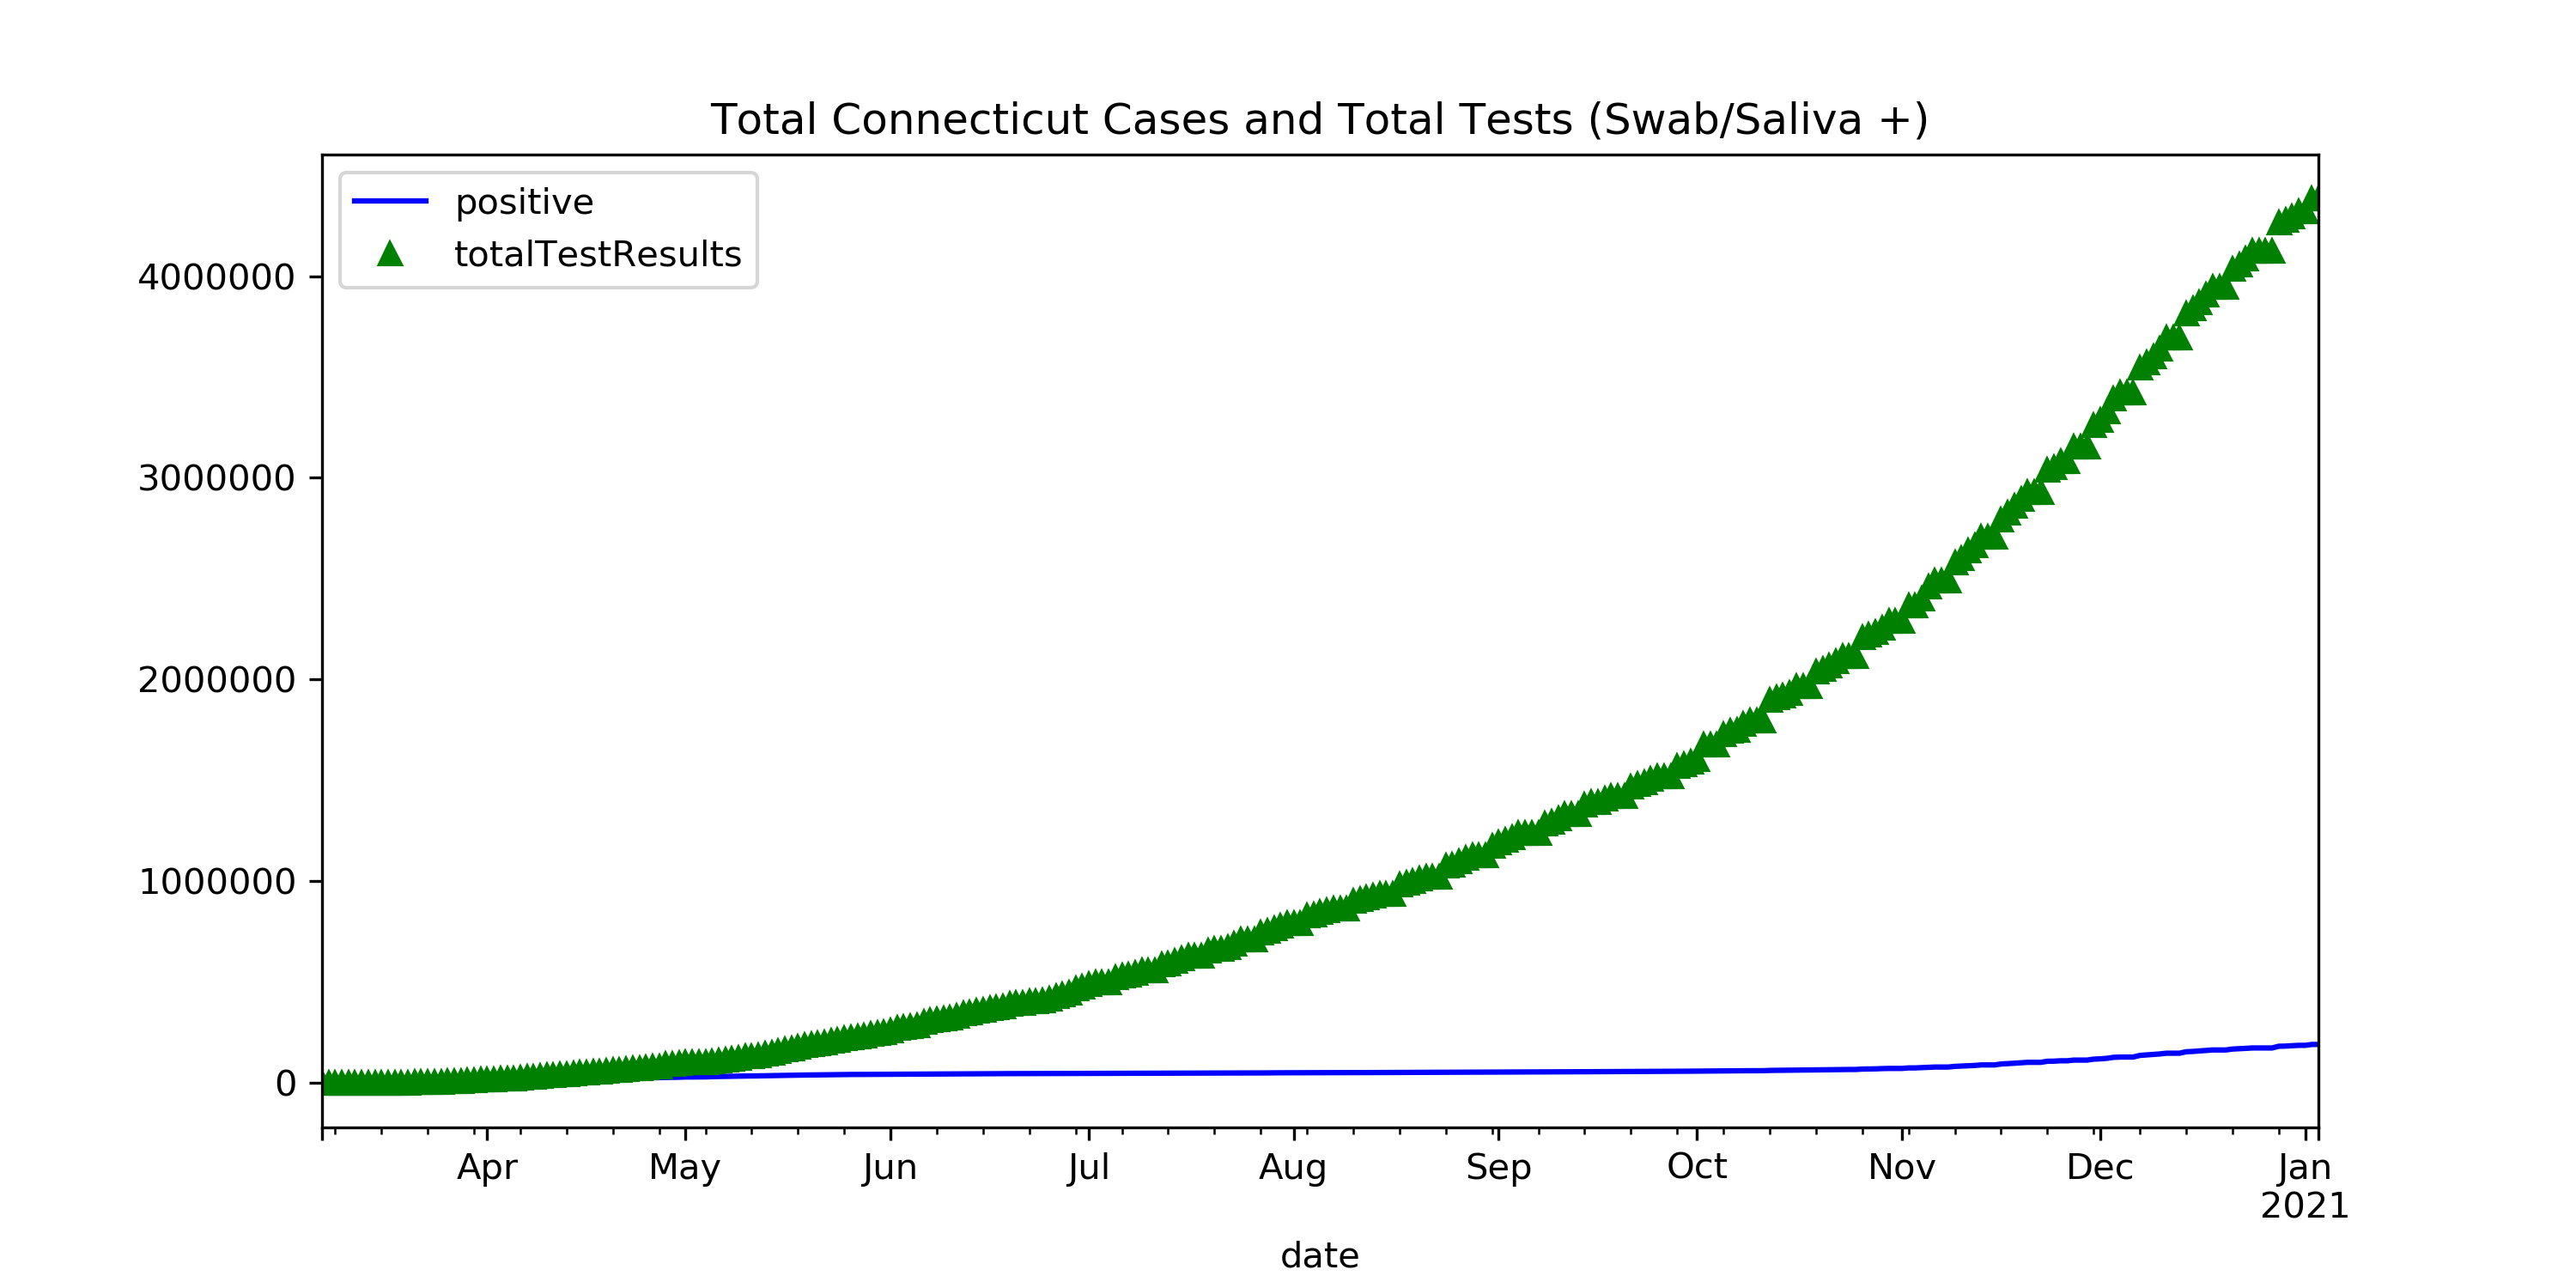 Total Connecticut Cases and Total Tests (Swab/Saliva +)
positive
totalTestResults
4000000
3000000
2000000
1000000
0
Apr May Jun Jul Aug Sep Oct Nov Dec Jan
2021
date